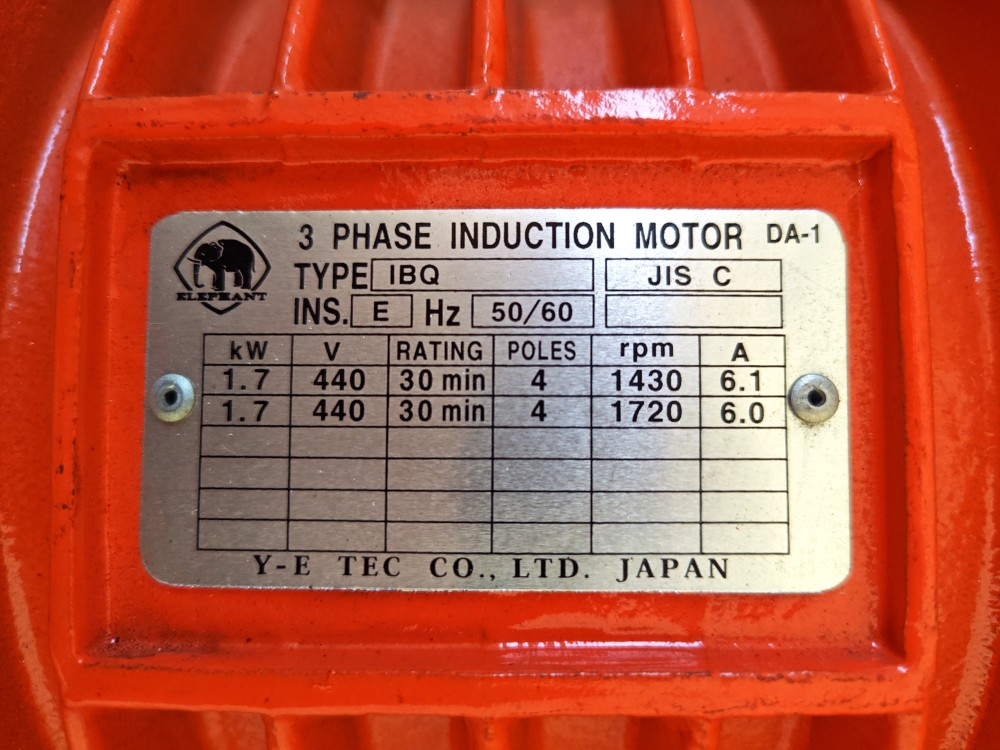 3 PHASE INDUCTION MOTOR DA-1
ELEPHANT
TYPE IBQ JIS C
INS. E Hz 50/60
kW V RATING POLES rpm A
1.7 440 30 min 4 1430 6.1
1.7 440 30 min 4 1720 6.0
Y-E TEC CO., LTD. JAPAN